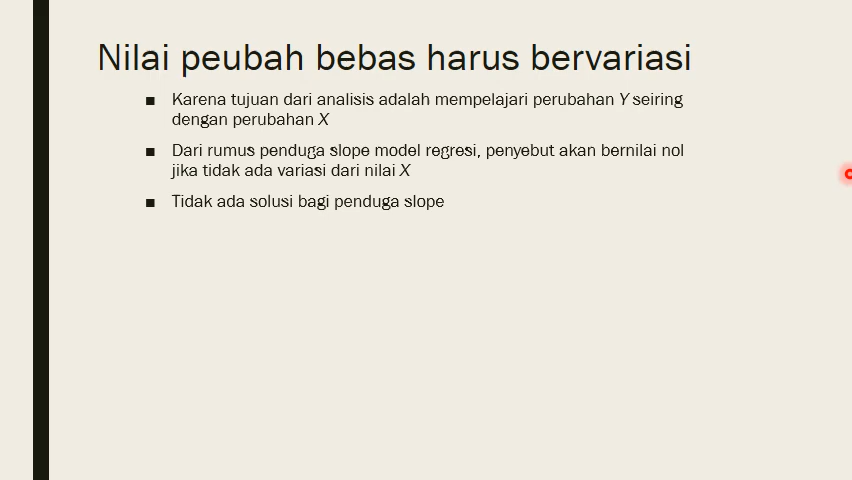 Nilai peubah bebas harus bervariasi
■ Karena tujuan dari analisis adalah mempelajari perubahan Y seiring
dengan perubahan X
■ Dari rumus penduga slope model regresi, penyebut akan bernilai nol
jika tidak ada variasi dari nilai X
■ Tidak ada solusi bagi penduga slope